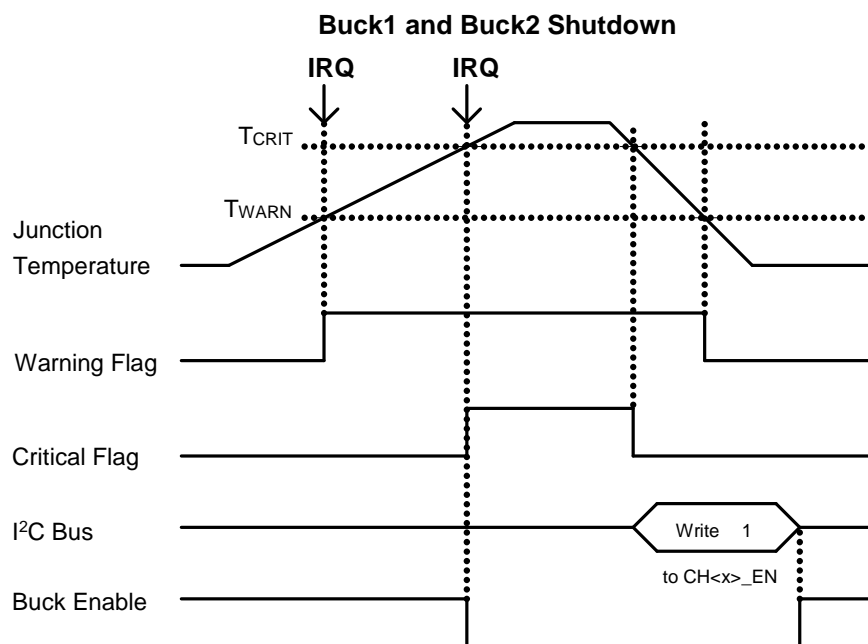 Buck1 and Buck2 Shutdown
IRQ IRQ
TCRIT
TWARN
Junction
Temperature
Warning Flag
Critical Flag
I²C Bus
Write 1
to CH<x>_EN
Buck Enable